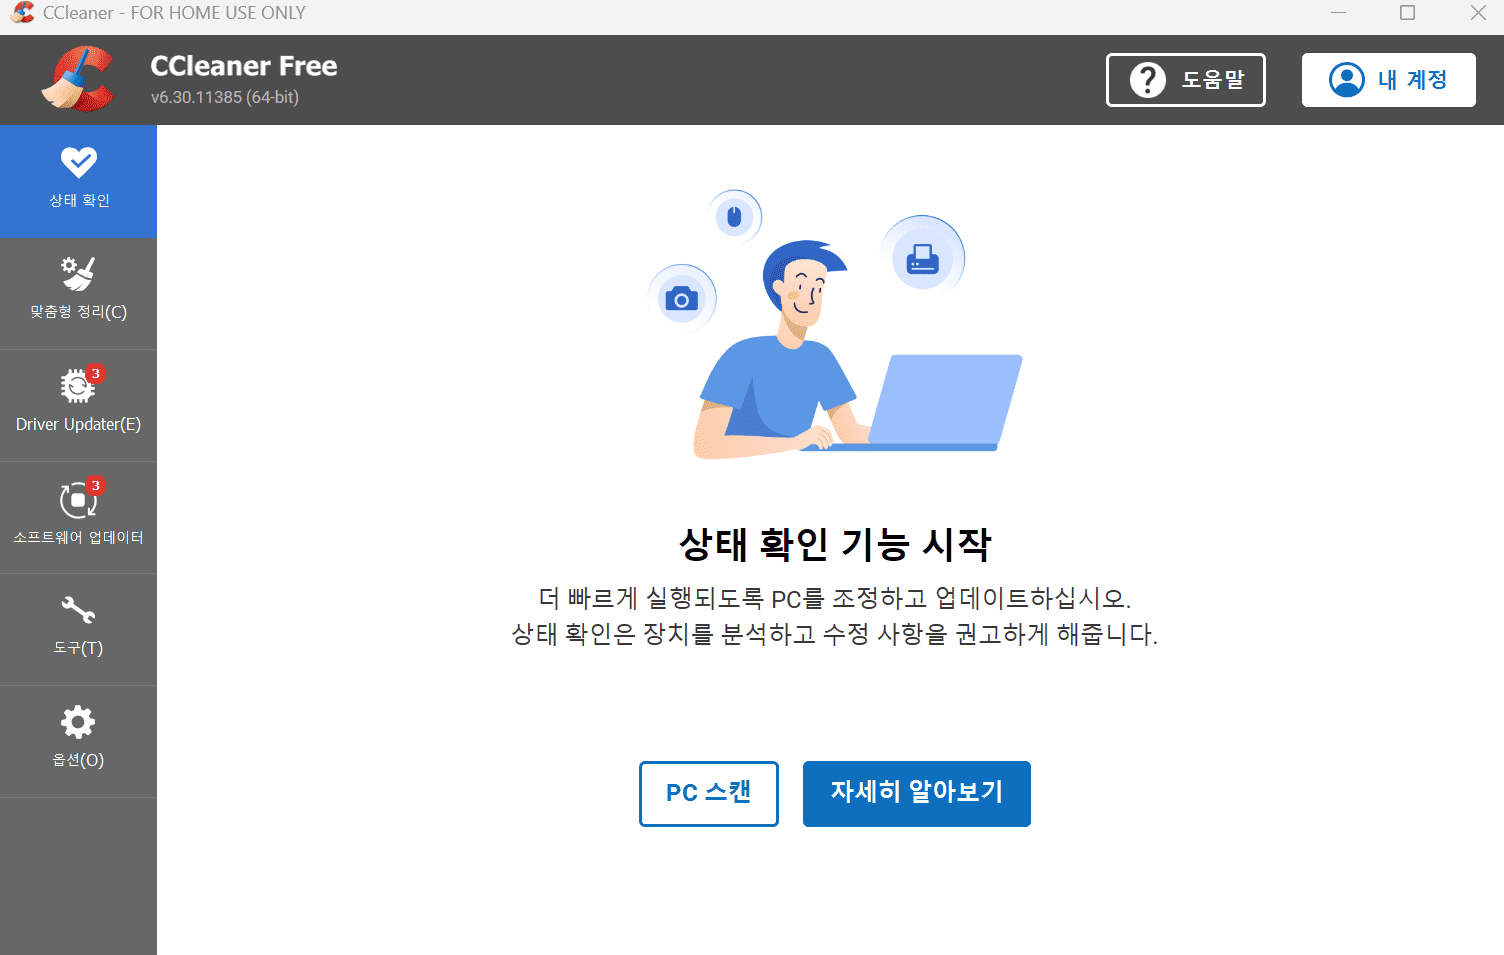 CCleaner - FOR HOME USE ONLY
CCleaner Free
v6.30.11385 (64-bit)
도움말
내 계정
상태 확인
맞춤형 정리(C)
3
Driver Updater(E)
3
소프트웨어 업데이터
도구(T)
옵션(O)
상태 확인 기능 시작
더 빠르게 실행되도록 PC를 조정하고 업데이트하십시오.
상태 확인은 장치를 분석하고 수정 사항을 권고하게 해줍니다.
PC 스캔
자세히 알아보기